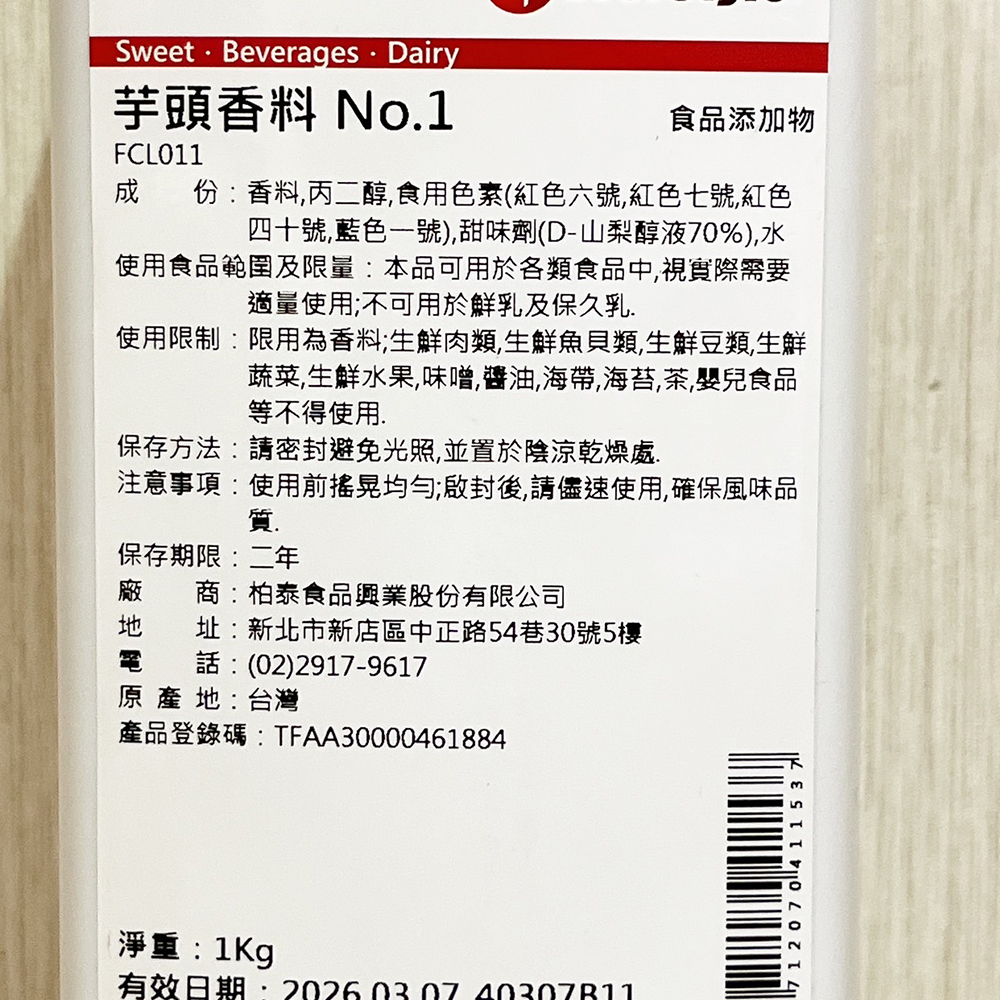 Sweet · Beverages · Dairy
芋頭香料 No.1
食品添加物
FCL011
成 份：香料,丙二醇,食用色素(紅色六號,紅色七號,紅色
四十號,藍色一號),甜味劑(D-山梨醇液70%),水
使用食品範圍及限量：本品可用於各類食品中,視實際需要
適量使用;不可用於鮮乳及保久乳.
使用限制：限用為香料;生鮮肉類,生鮮魚貝類,生鮮豆類,生鮮
蔬菜,生鮮水果,味噌,醬油,海帶,海苔,茶,嬰兒食品
等不得使用.
保存方法：請密封避免光照,並置於陰涼乾燥處.
注意事項：使用前搖晃均勻;啟封後,請儘速使用,確保風味品
質.
保存期限：二年
廠 商：柏泰食品興業股份有限公司
地 址：新北市新店區中正路54巷30號5樓
電 話：(02)2917-9617
原 產 地：台灣
產品登錄碼：TFAA30000461884
712070411537
淨重：1Kg
有效日期：2026.03.07 40307B11